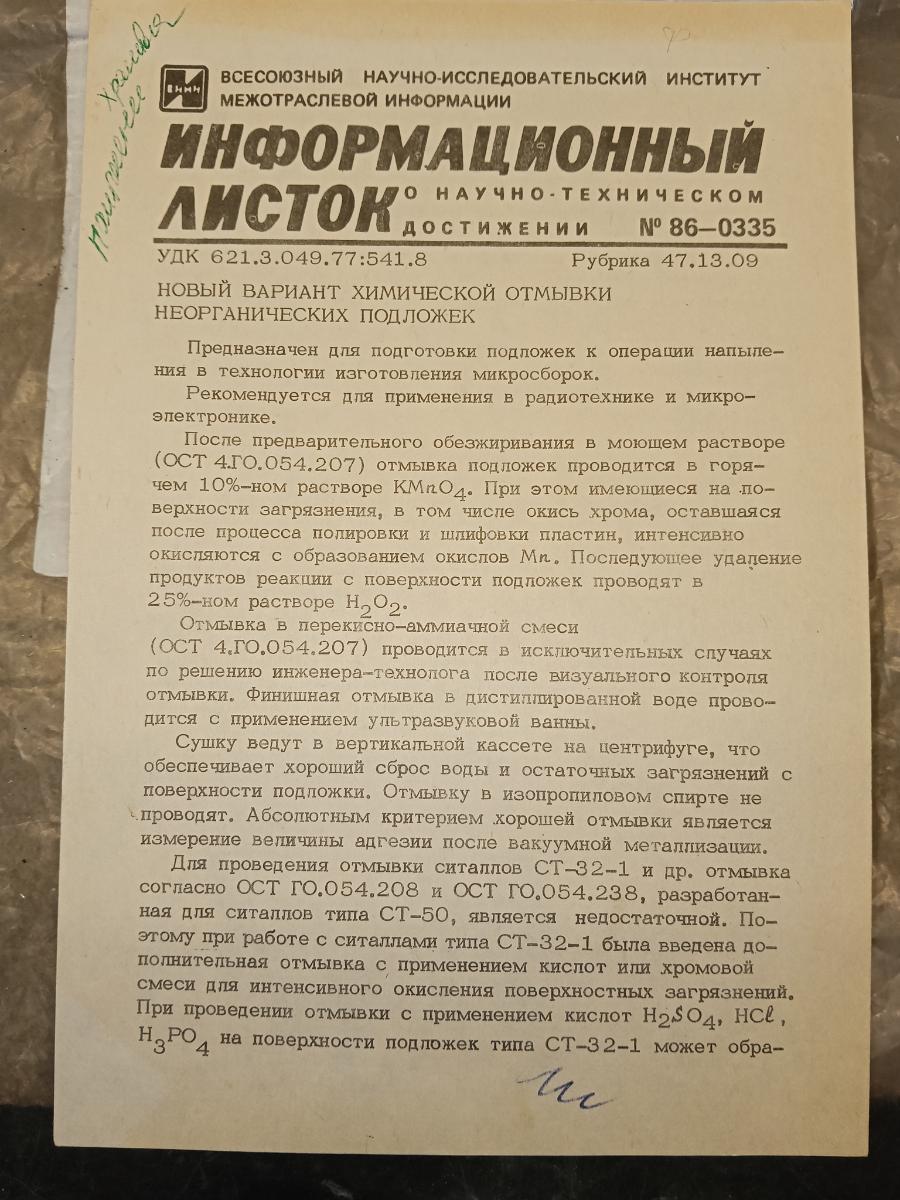 ВИМИ
ВСЕСОЮЗНЫЙ НАУЧНО-ИССЛЕДОВАТЕЛЬСКИЙ ИНСТИТУТ
МЕЖОТРАСЛЕВОЙ ИНФОРМАЦИИ
ИНФОРМАЦИОННЫЙ
ЛИСТОК О НАУЧНО-ТЕХНИЧЕСКОМ
ДОСТИЖЕНИИ № 86—0335
УДК 621.3.049.77:541.8 Рубрика 47.13.09
НОВЫЙ ВАРИАНТ ХИМИЧЕСКОЙ ОТМЫВКИ
НЕОРГАНИЧЕСКИХ ПОДЛОЖЕК
Предназначен для подготовки подложек к операции напыле-
ния в технологии изготовления микросборок.
Рекомендуется для применения в радиотехнике и микро-
электронике.
После предварительного обезжиривания в моющем растворе
(ОСТ 4.ГО.054.207) отмывка подложек проводится в горя-
чем 10%-ном растворе KMnO4. При этом имеющиеся на по-
верхности загрязнения, в том числе окись хрома, оставшаяся
после процесса полировки и шлифовки пластин, интенсивно
окисляются с образованием окислов Mn. Последующее удаление
продуктов реакции с поверхности подложек проводят в
25%-ном растворе H2O2.
Отмывка в перекисно-аммиачной смеси
(ОСТ 4.ГО.054.207) проводится в исключительных случаях
по решению инженера-технолога после визуального контроля
отмывки. Финишная отмывка в дистиллированной воде прово-
дится с применением ультразвуковой ванны.
Сушку ведут в вертикальной кассете на центрифуге, что
обеспечивает хороший сброс воды и остаточных загрязнений с
поверхности подложки. Отмывку в изопропиловом спирте не
проводят. Абсолютным критерием хорошей отмывки является
измерение величины адгезии после вакуумной металлизации.
Для проведения отмывки ситаллов СТ-32-1 и др. отмывка
согласно ОСТ ГО.054.208 и ОСТ ГО.054.238, разработан-
ная для ситаллов типа СТ-50, является недостаточной. По-
этому при работе с ситаллами типа СТ-32-1 была введена до-
полнительная отмывка с применением кислот или хромовой
смеси для интенсивного окисления поверхностных загрязнений.
При проведении отмывки с применением кислот H2SO4, HCl,
H3PO4 на поверхности подложек типа СТ-32-1 может обра-